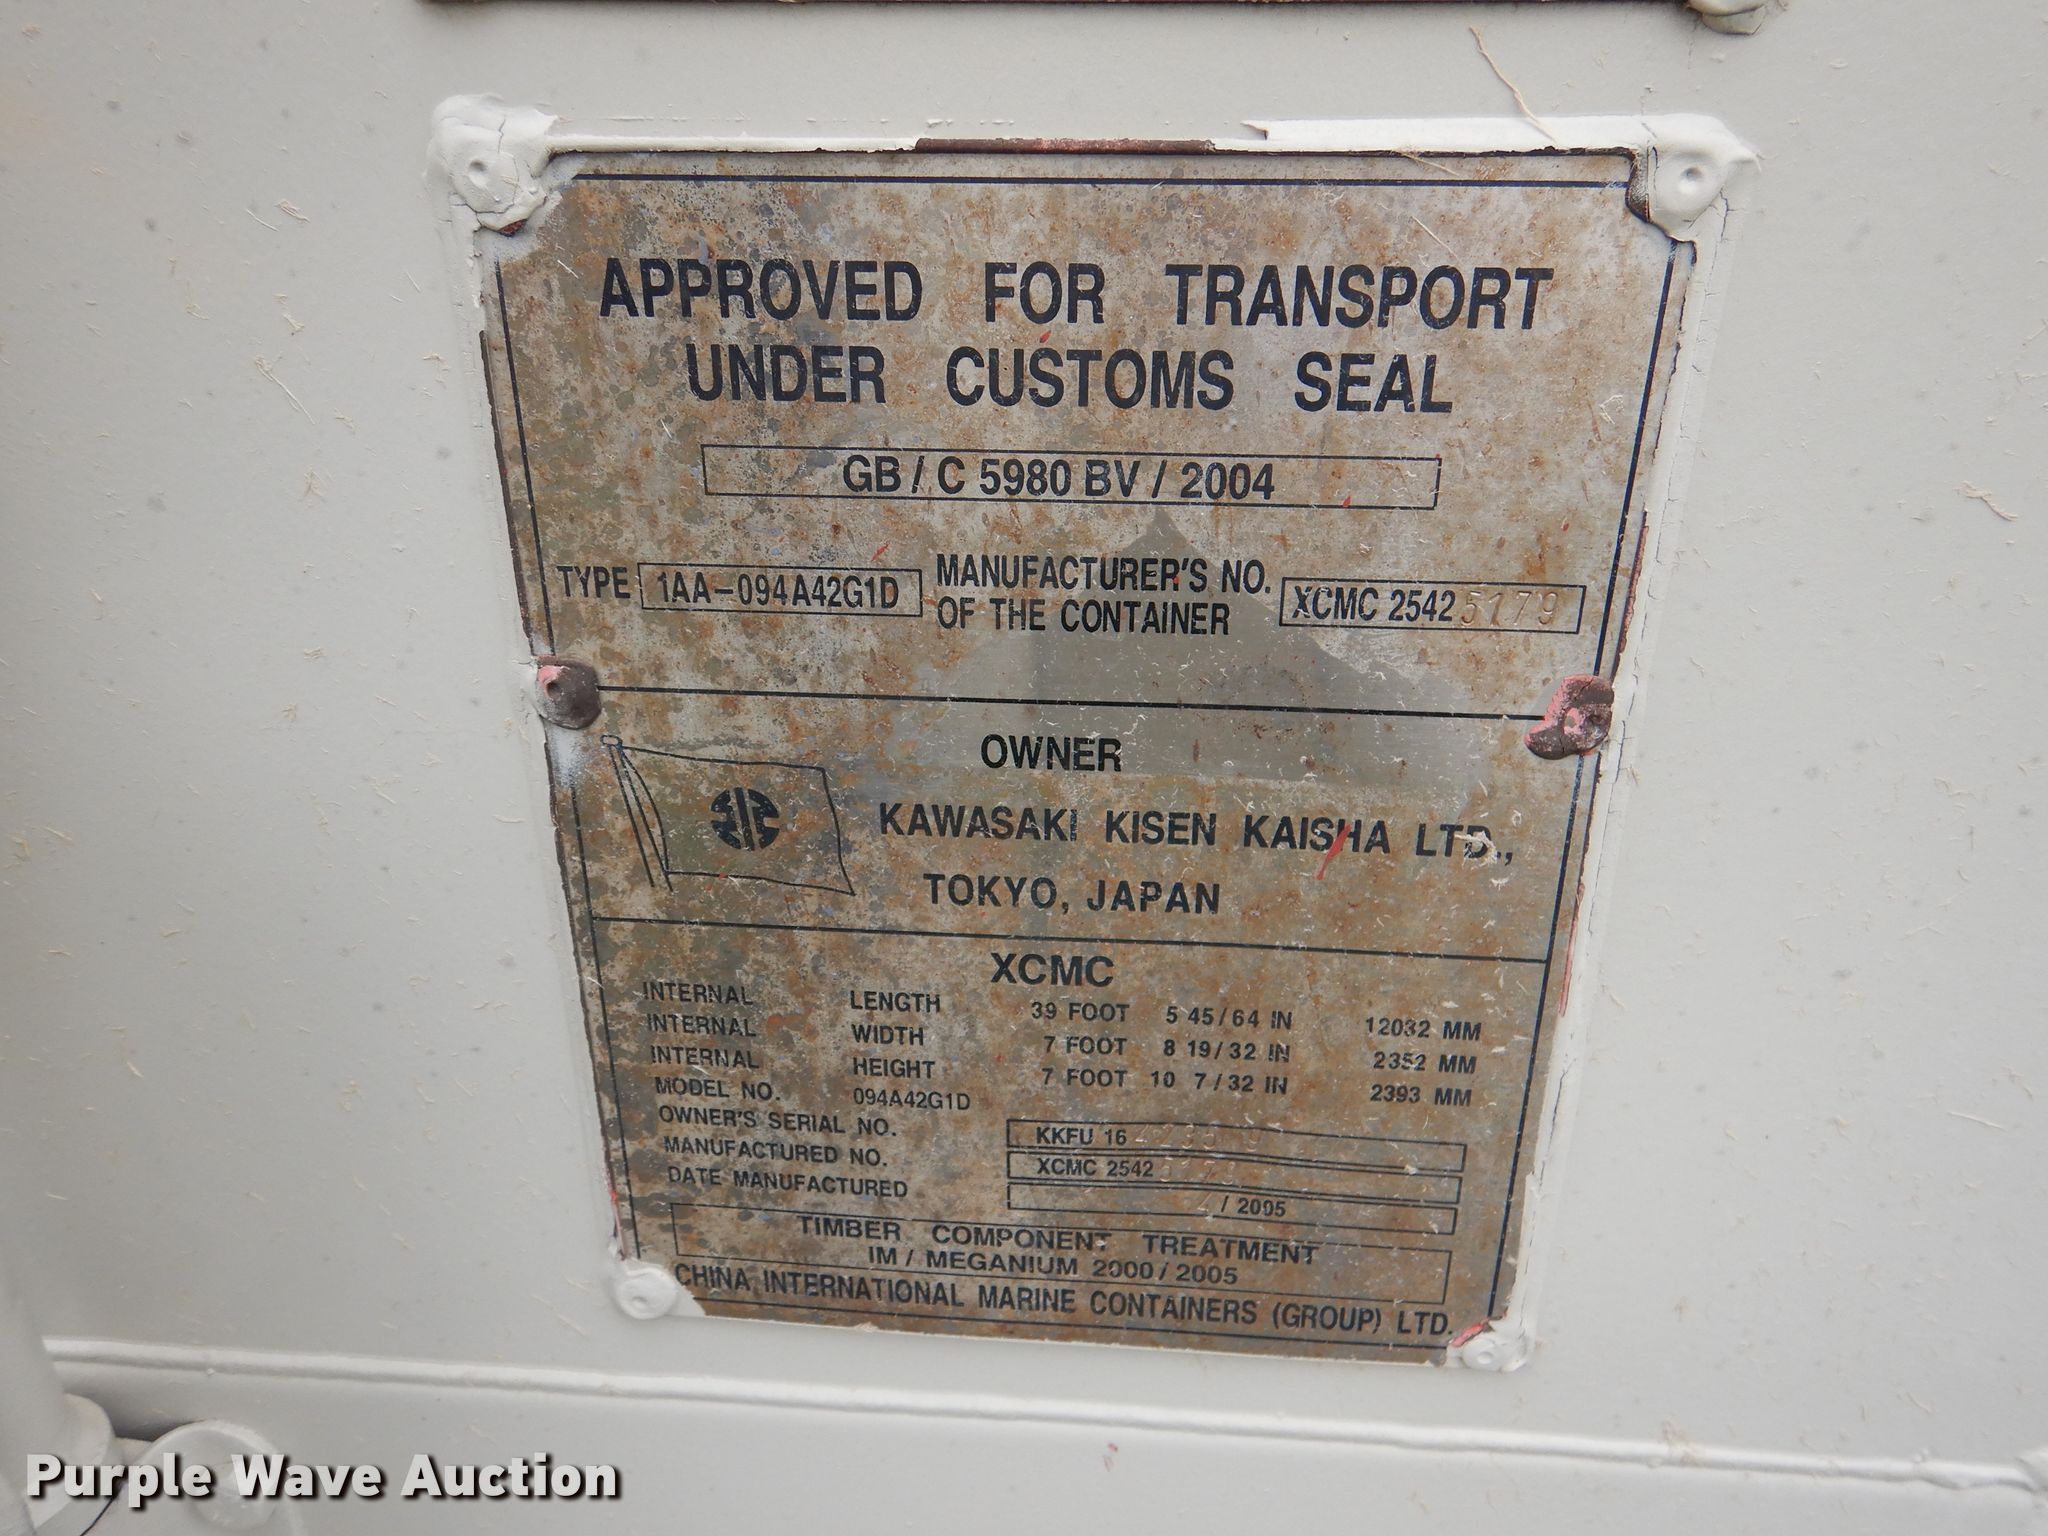 APPROVED FOR TRANSPORT
UNDER CUSTOMS SEAL
GB / C 5980 BV / 2004
TYPE 1AA-094A42G1D MANUFACTURER'S NO. OF THE CONTAINER XCMC 2542 5179
OWNER
KAWASAKI KISEN KAISHA LTD.,
TOKYO, JAPAN
XCMC
INTERNAL LENGTH 39 FOOT 5 45/64 IN 12032 MM
INTERNAL WIDTH 7 FOOT 8 19/32 IN 2352 MM
INTERNAL HEIGHT 7 FOOT 10 7/32 IN 2393 MM
MODEL NO. 094A42G1D
OWNER'S SERIAL NO. KKFU 16
MANUFACTURED NO. XCMC 2542 5179
DATE MANUFACTURED / 2005
TIMBER COMPONENT TREATMENT
IM / MEGANIUM 2000 / 2005
CHINA INTERNATIONAL MARINE CONTAINERS (GROUP) LTD.
Purple Wave Auction